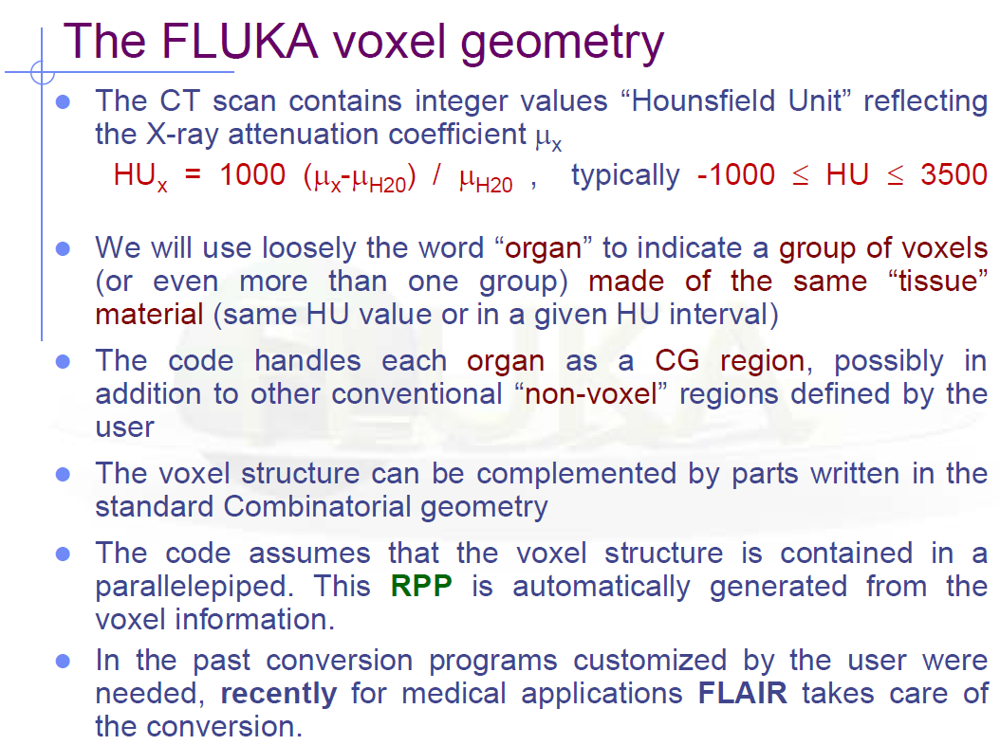 The FLUKA voxel geometry
The CT scan contains integer values “Hounsfield Unit” reflecting
the X-ray attenuation coefficient μx
HUx = 1000 (μx-μH20) / μH20 , typically -1000 ≤ HU ≤ 3500
We will use loosely the word “organ” to indicate a group of voxels
(or even more than one group) made of the same “tissue”
material (same HU value or in a given HU interval)
The code handles each organ as a CG region, possibly in
addition to other conventional “non-voxel” regions defined by the
user
The voxel structure can be complemented by parts written in the
standard Combinatorial geometry
The code assumes that the voxel structure is contained in a
parallelepiped. This RPP is automatically generated from the
voxel information.
In the past conversion programs customized by the user were
needed, recently for medical applications FLAIR takes care of
the conversion.
FLUKA